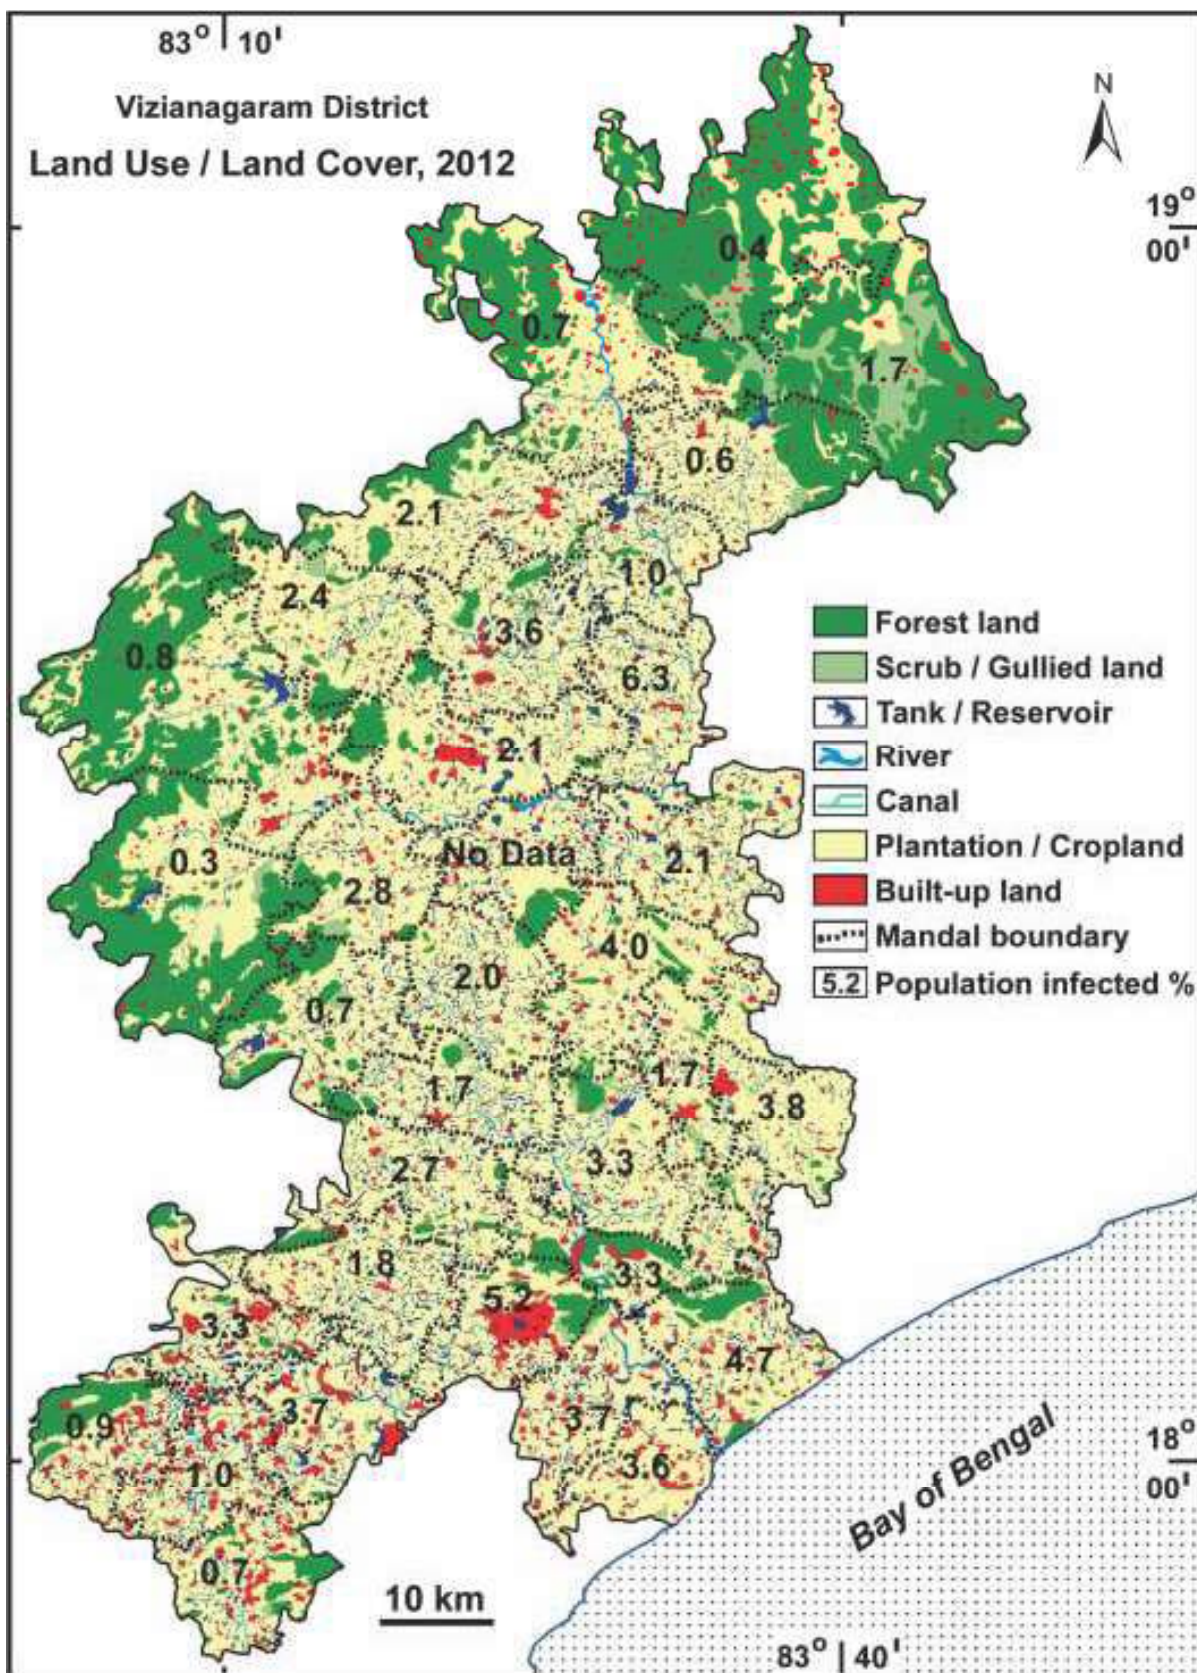 83° 10'
Vizianagaram District
Land Use / Land Cover, 2012
N
19°
00'
0.4
0.7
1.7
0.6
2.1
1.0
2.4
3.6
0.8
6.3
2.1
No Data
0.3
2.8
2.1
4.0
2.0
0.7
1.7
1.7
3.8
3.3
2.7
1.8
3.3
5.2
3.3
4.7
3.7
3.7
0.9
1.0
3.6
0.7
Forest land
Scrub / Gullied land
Tank / Reservoir
River
Canal
Plantation / Cropland
Built-up land
Mandal boundary
5.2 Population infected %
18°
00'
Bay of Bengal
10 km
83° 40'